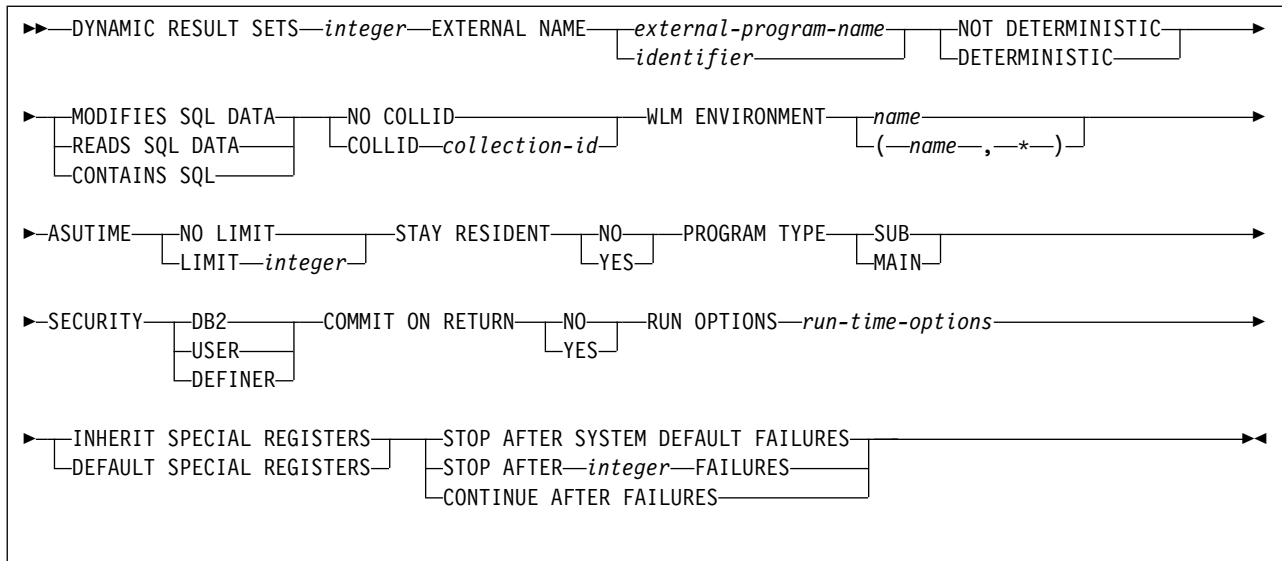 DYNAMIC RESULT SETS integer EXTERNAL NAME external-program-name NOT DETERMINISTIC
identifier DETERMINISTIC
MODIFIES SQL DATA NO COLLID WLM ENVIRONMENT name
READS SQL DATA COLLID collection-id ( name , * )
CONTAINS SQL
ASUTIME NO LIMIT STAY RESIDENT NO PROGRAM TYPE SUB
LIMIT integer YES MAIN
SECURITY DB2 COMMIT ON RETURN NO RUN OPTIONS run-time-options
USER YES
DEFINER
INHERIT SPECIAL REGISTERS STOP AFTER SYSTEM DEFAULT FAILURES
DEFAULT SPECIAL REGISTERS STOP AFTER integer FAILURES
CONTINUE AFTER FAILURES